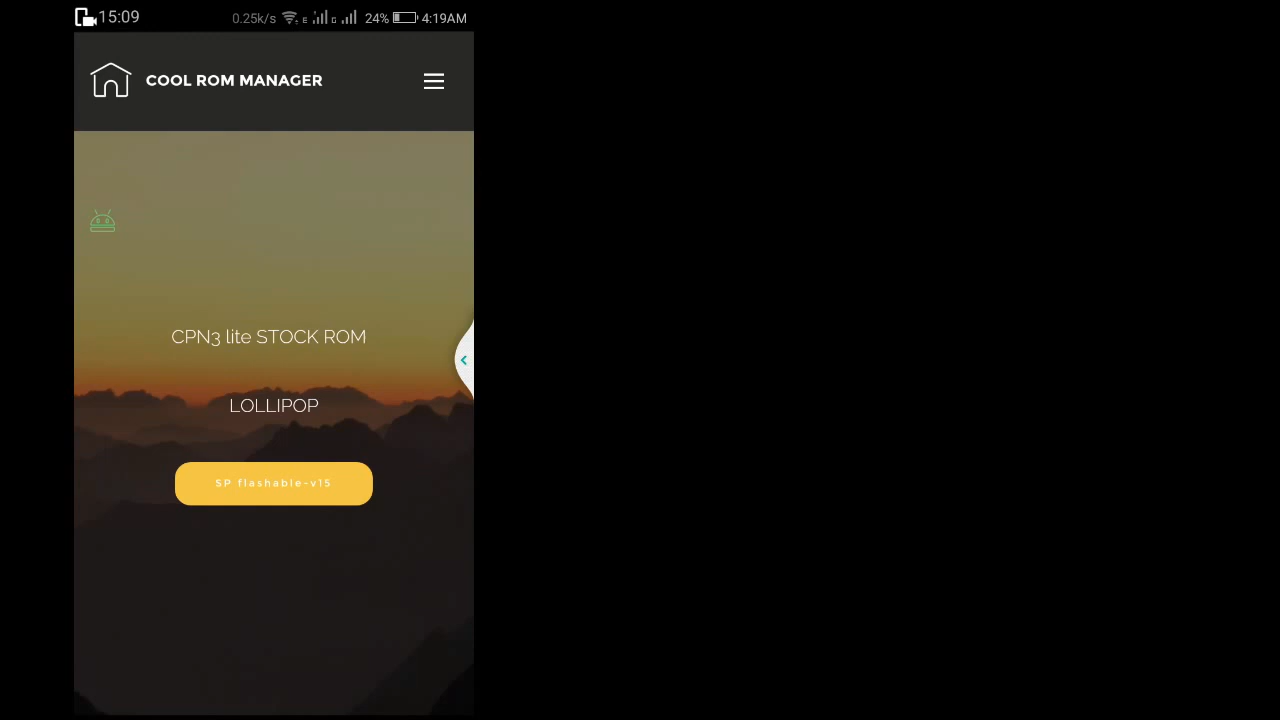 15:09 0.25k/s E G 24% 4:19AM
COOL ROM MANAGER
CPN3 lite STOCK ROM
LOLLIPOP
SP flashable-v15